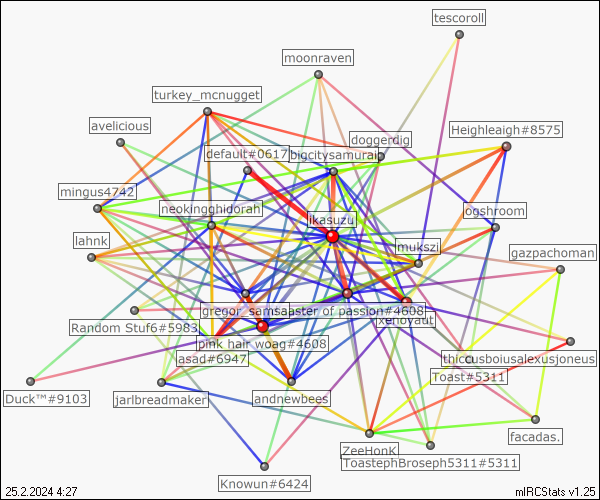 tescoroll
moonraven
turkey_mcnugget
avelicious
doggerdig
Heighleaigh#8575
default#0617
bigcitysamurai
mingus4742
neokingghidorah
ikasuzu
ogshroom
lahnk
mukszi
gazpachoman
gregor_samsa
aster of passion#4608
xenoyaut
Random Stuf6#5983
pink hair woag#4608
asad#6947
thiccusboiusalexusjoneus
Toast#5311
Duck™#9103
jarlbreadmaker
andnewbees
facadas.
ZeeHonK
ToastephBroseph5311#5311
Knowun#6424
25.2.2024 4:27
mIRCStats v1.25